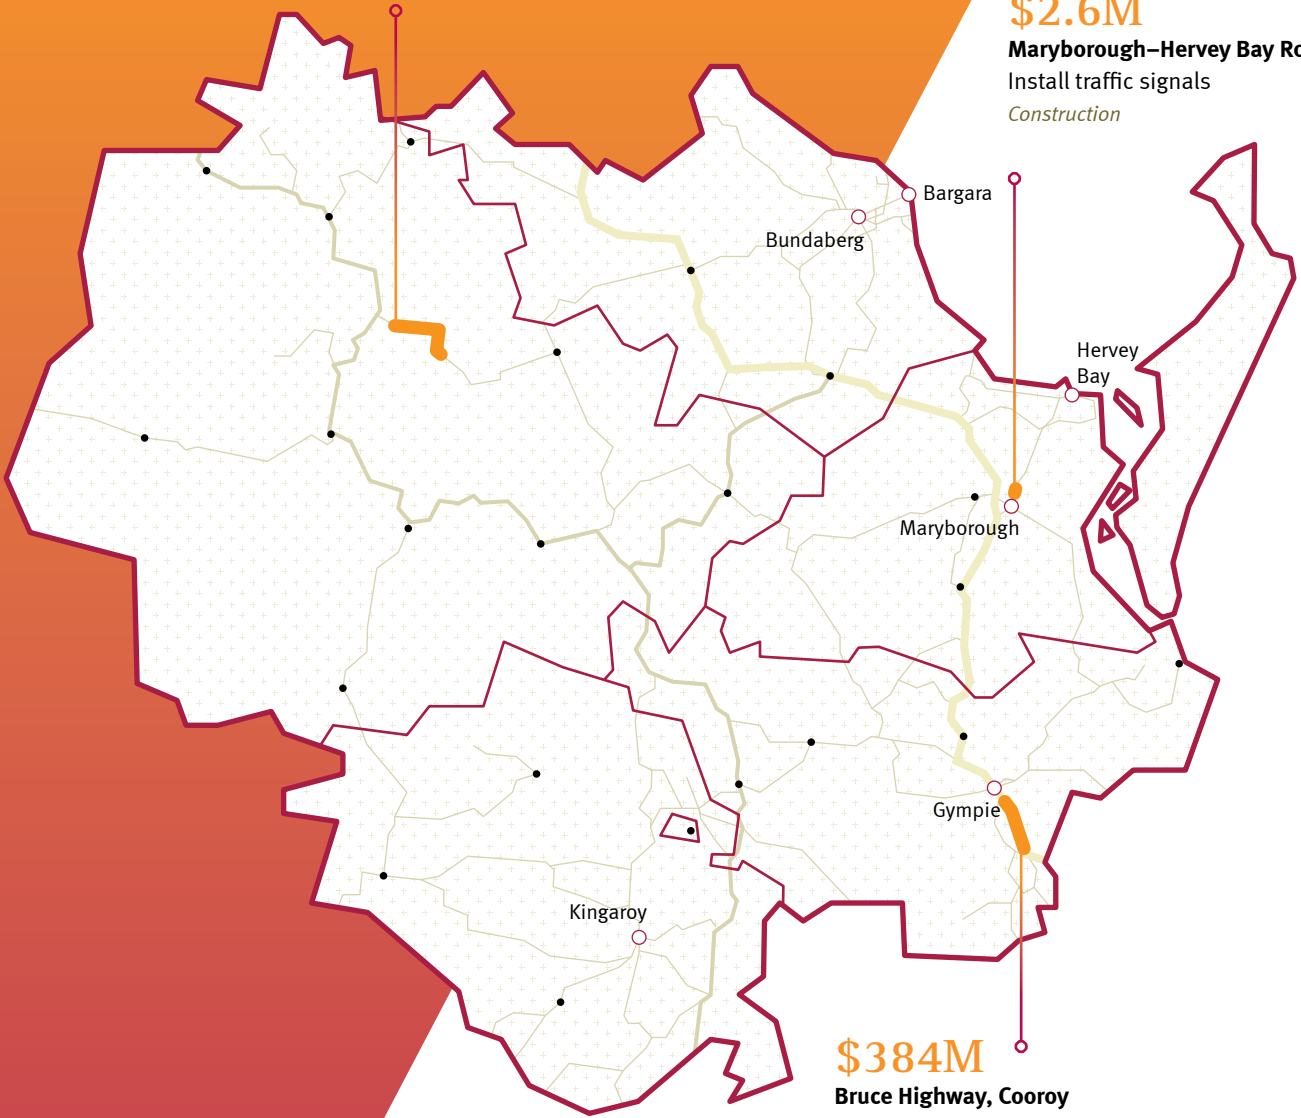 $2.6M
Maryborough–Hervey Bay
Install traffic signals
Construction
Bargara
Bundaberg
Hervey
Bay
Maryborough
Gympie
Kingaroy
$384M
Bruce Highway, Cooroy